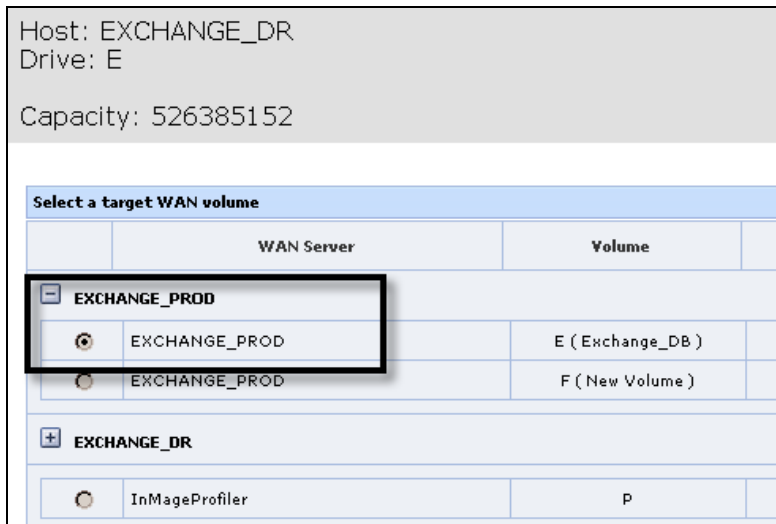 Host: EXCHANGE_DR
Drive: E
Capacity: 526385152
Select a target WAN volume
WAN Server Volume
EXCHANGE_PROD
EXCHANGE_PROD E ( Exchange_DB )
EXCHANGE_PROD F ( New Volume )
EXCHANGE_DR
InMageProfiler P